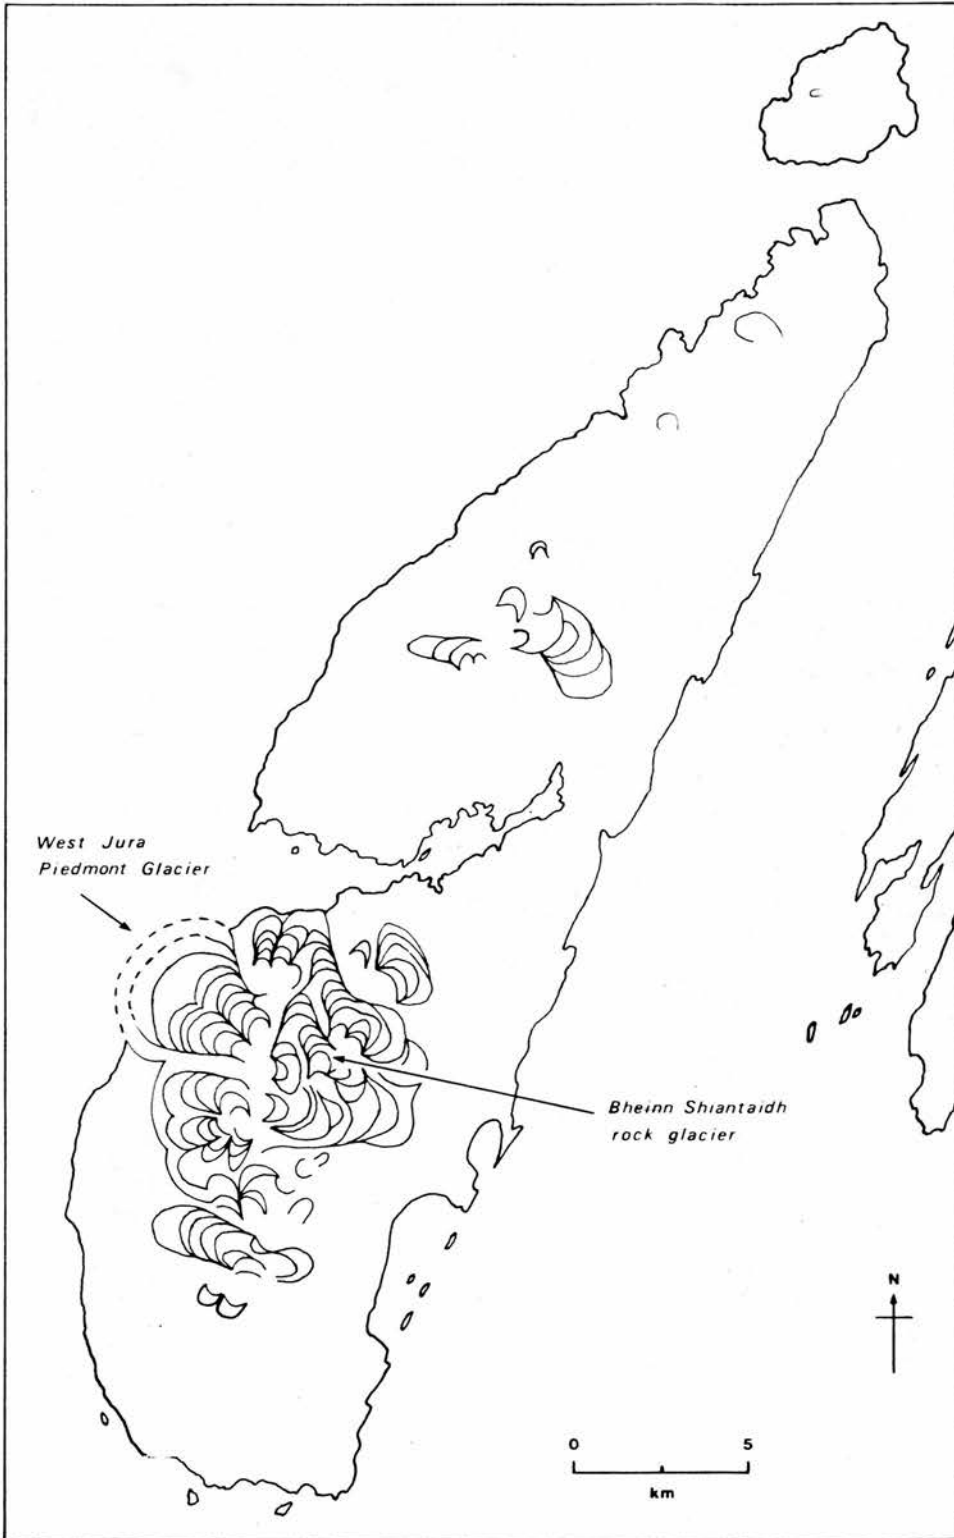 West Jura
Piedmont Glacier
Bheinn Shiantaidh
rock glacier
N
0 5
km